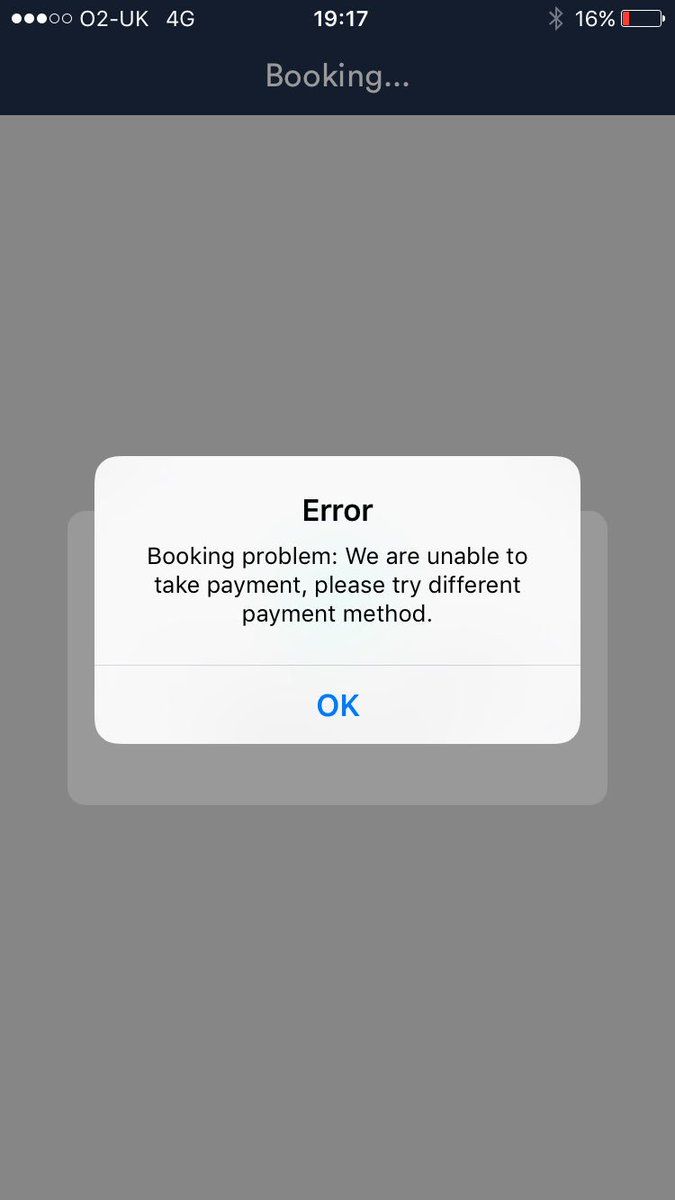 O2-UK 4G 19:17 16%
Booking...
Error
Booking problem: We are unable to
take payment, please try different
payment method.
OK